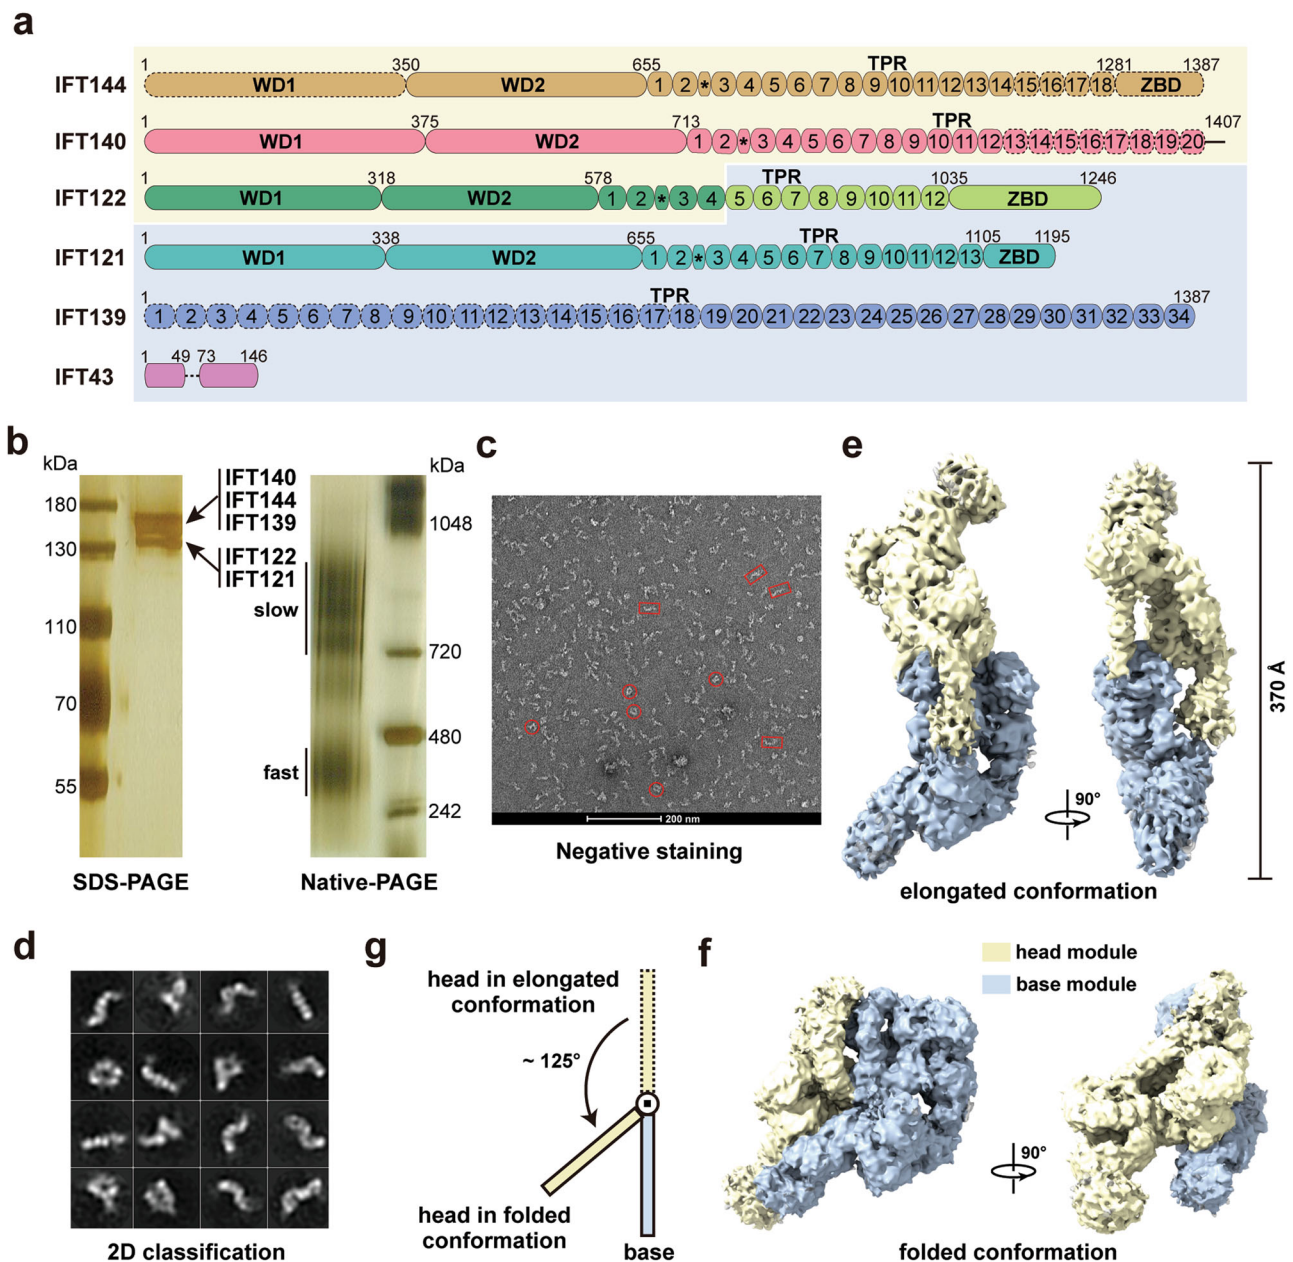 a
TPR
1 350 655 1281 1387
IFT144 WD1 WD2 1 2 * 3 4 5 6 7 8 9 10 11 12 13 14 15 16 17 18 ZBD
TPR
1 375 713 1407
IFT140 WD1 WD2 1 2 * 3 4 5 6 7 8 9 10 11 12 13 14 15 16 17 18 19 20
TPR
1 318 578 1035 1246
IFT122 WD1 WD2 1 2 * 3 4 5 6 7 8 9 10 11 12 ZBD
TPR
1 338 655 1105 1195
IFT121 WD1 WD2 1 2 * 3 4 5 6 7 8 9 10 11 12 13 ZBD
TPR
1 1387
IFT139 1 2 3 4 5 6 7 8 9 10 11 12 13 14 15 16 17 18 19 20 21 22 23 24 25 26 27 28 29 30 31 32 33 34
1 49 73 146
IFT43
b
kDa
180
130
110
70
55
IFT140
IFT144
IFT139
IFT122
IFT121
SDS-PAGE
slow
fast
kDa
1048
720
480
242
Native-PAGE
c
200 nm
Negative staining
e
90°
370 Å
elongated conformation
d
2D classification
g
head in elongated
conformation
~ 125°
head in folded
conformation
base
f
head module
base module
90°
folded conformation